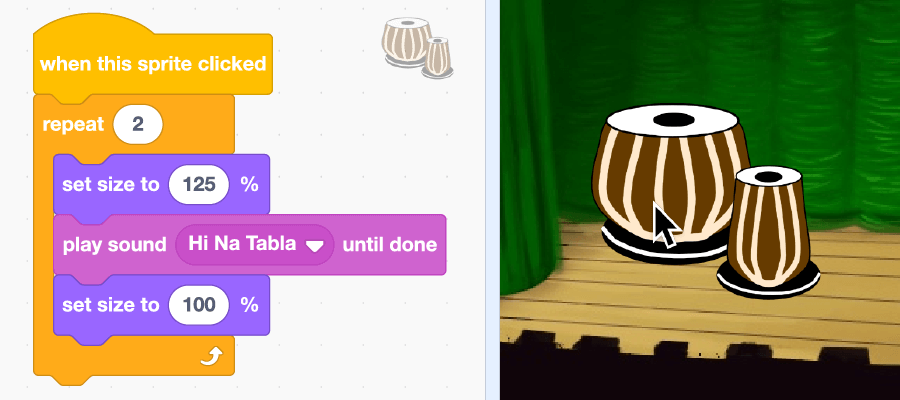 when this sprite clicked
repeat 2
set size to 125 %
play sound Hi Na Tabla until done
set size to 100 %